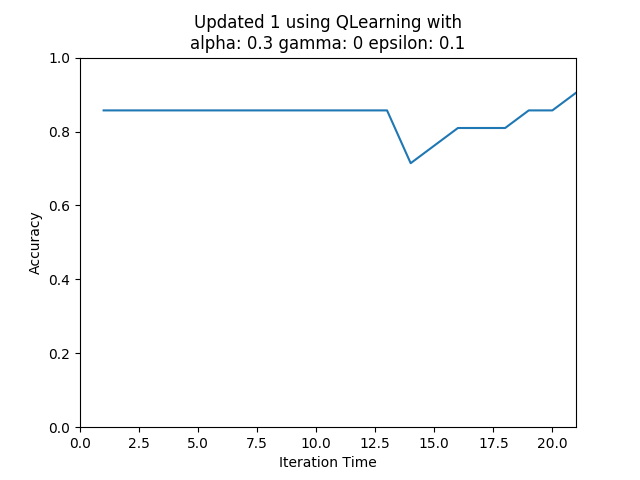 Updated 1 using QLearning with
alpha: 0.3 gamma: 0 epsilon: 0.1
1.0
0.8
0.6
0.4
0.2
0.0
Accuracy
0.0 2.5 5.0 7.5 10.0 12.5 15.0 17.5 20.0
Iteration Time